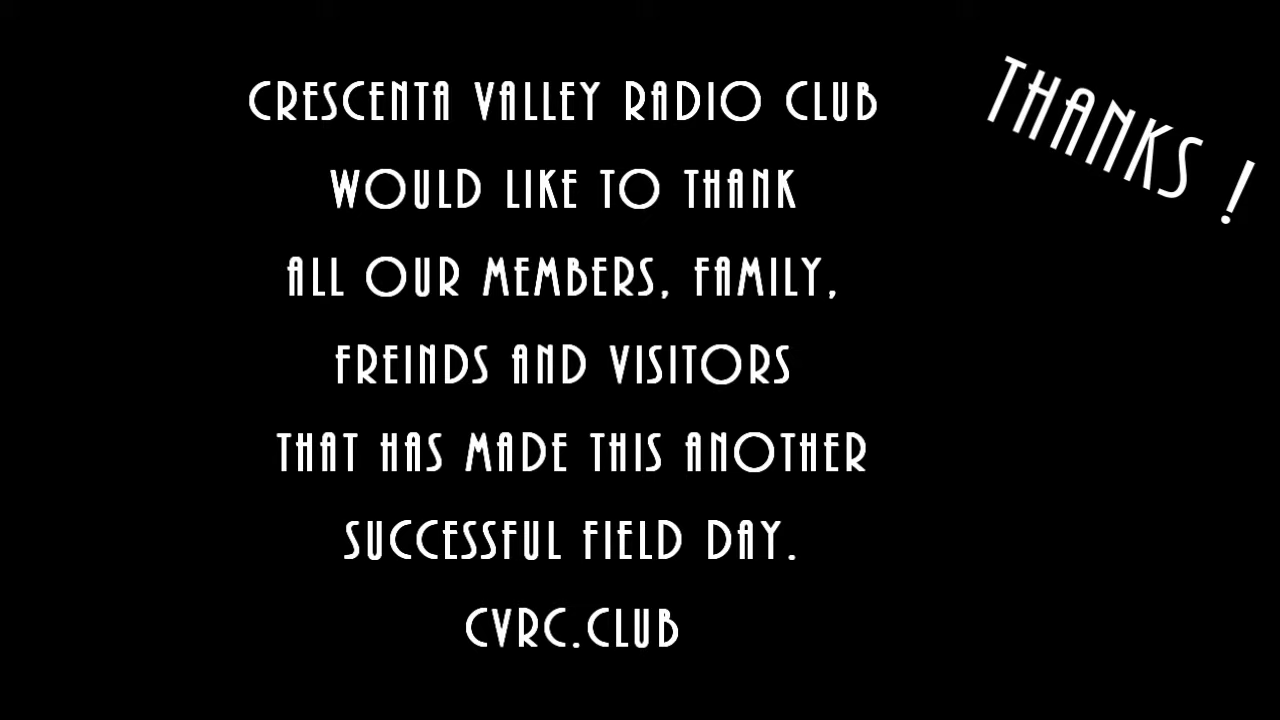 CRESCENTA VALLEY RADIO CLUB
WOULD LIKE TO THANK
ALL OUR MEMBERS, FAMILY,
FREINDS AND VISITORS
THAT HAS MADE THIS ANOTHER
SUCCESSFUL FIELD DAY.
CVRC.CLUB
THANKS !